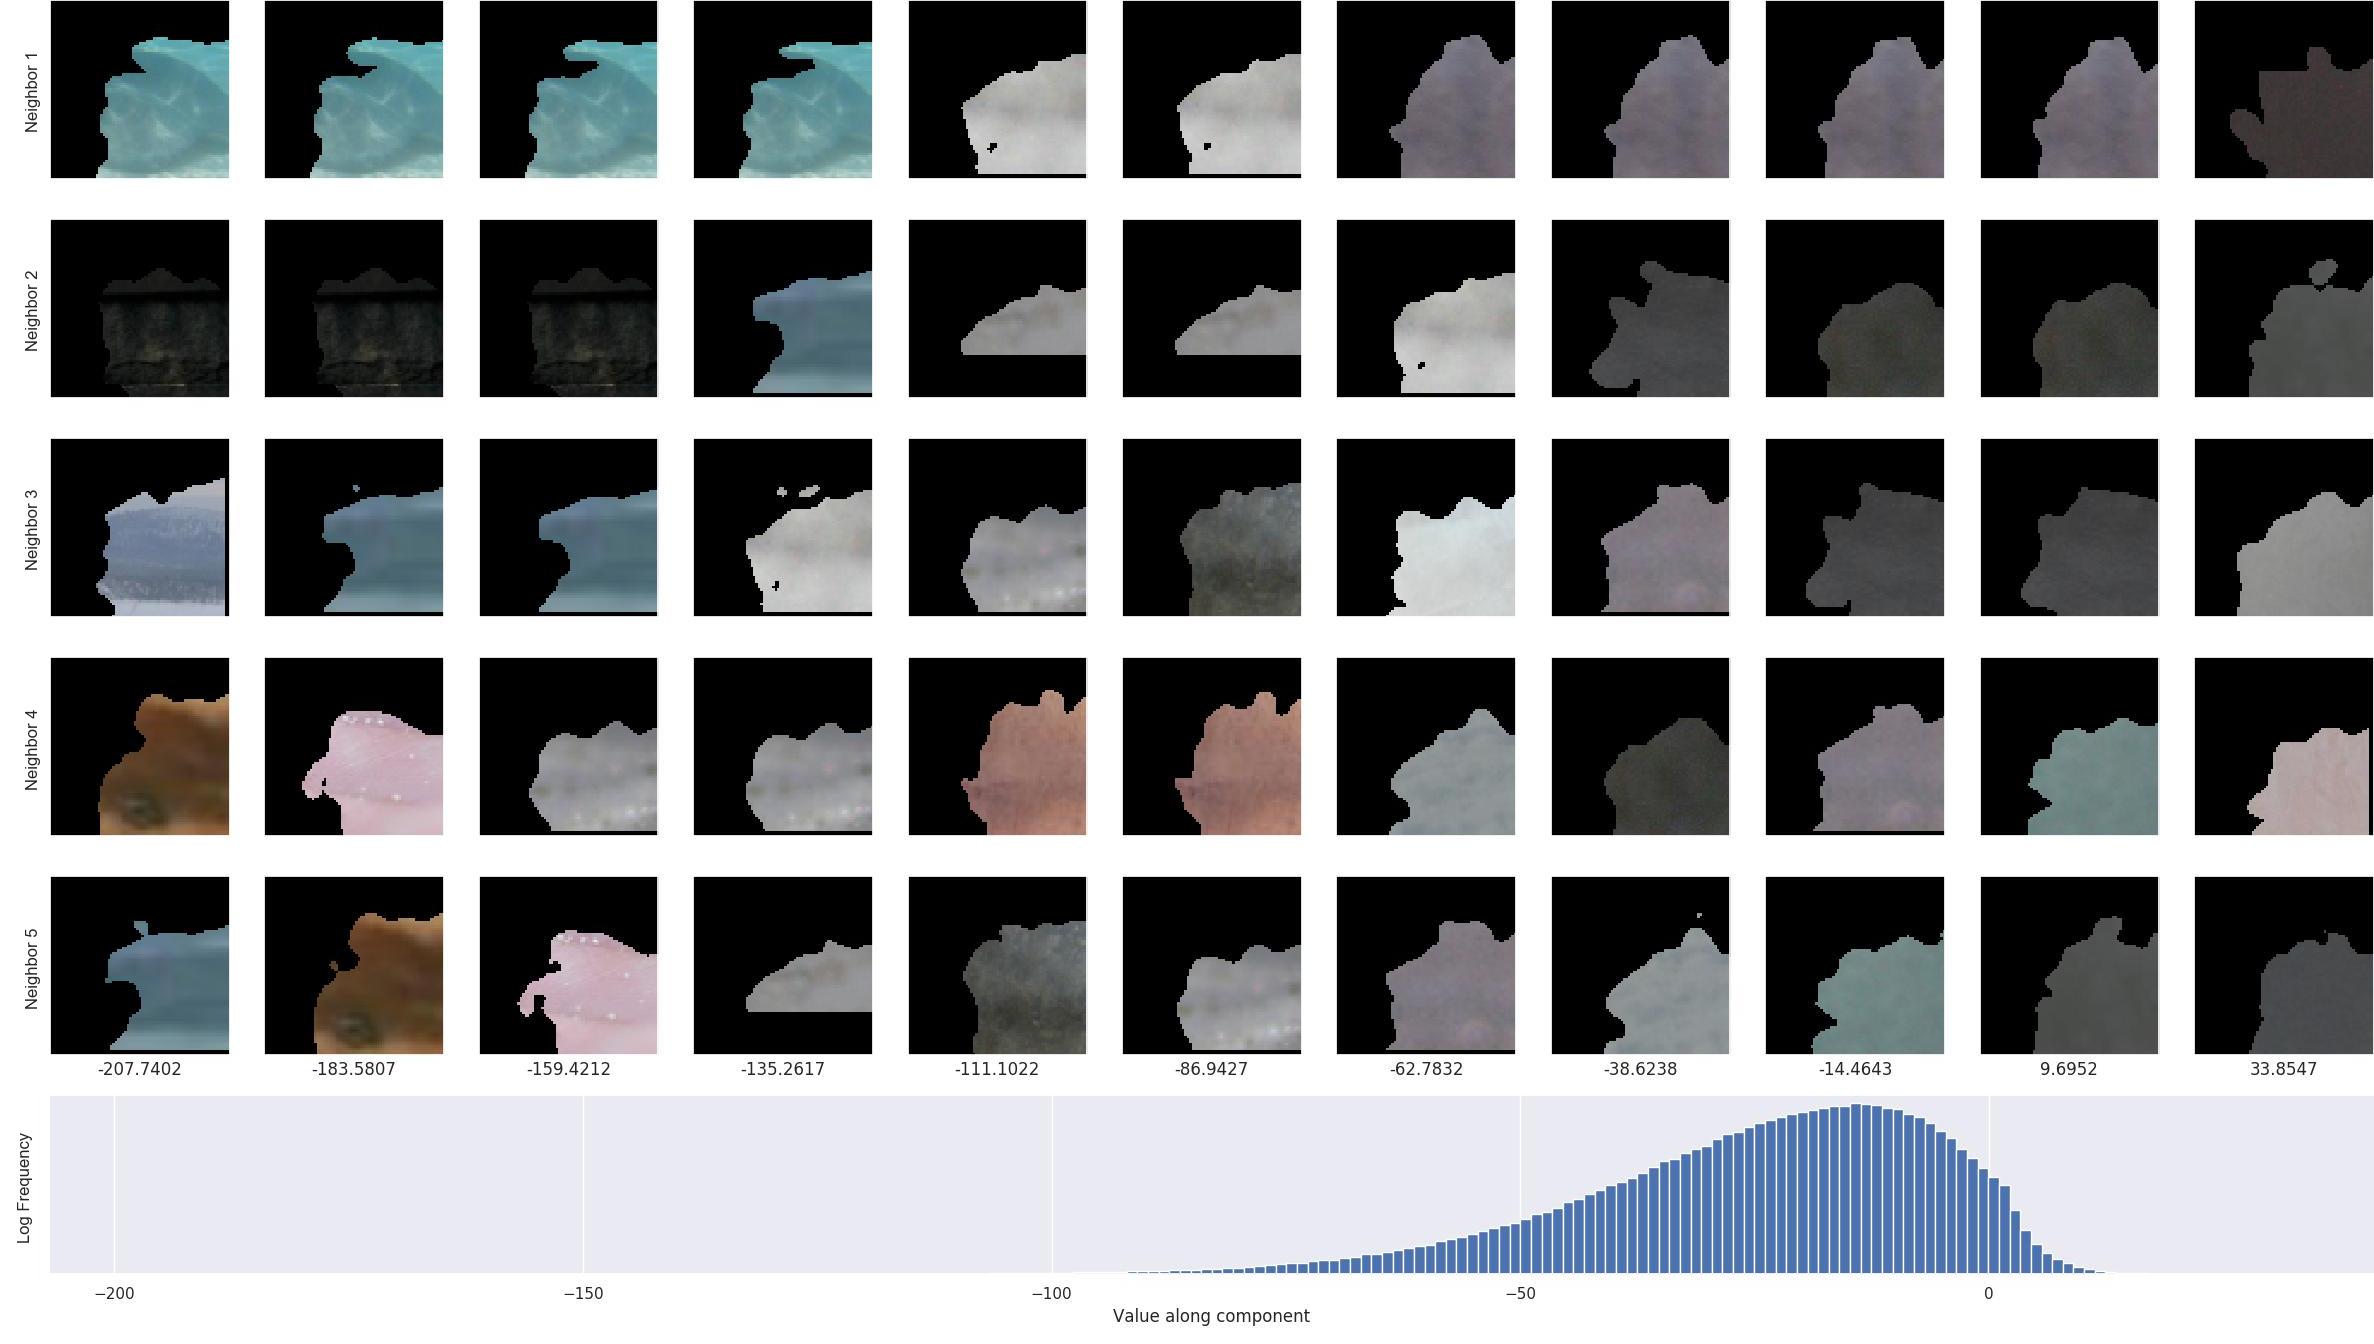 Neighbor 1
Neighbor 2
Neighbor 3
Neighbor 4
Neighbor 5
-207.7402 -183.5807 -159.4212 -135.2617 -111.1022 -86.9427 -62.7832 -38.6238 -14.4643 9.6952 33.8547
Log Frequency
−200 −150 −100 −50 0
Value along component